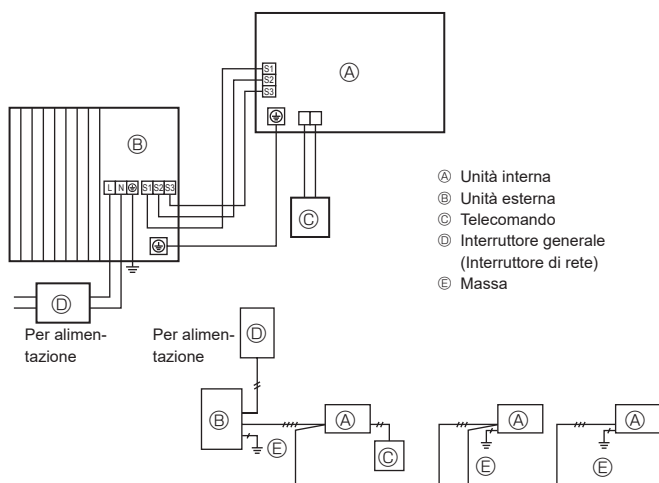 S1
S2
S3
Ⓐ
Ⓑ
L N S1 S2 S3
Ⓒ
Ⓐ Unità interna
Ⓑ Unità esterna
Ⓒ Telecomando
Ⓓ Interruttore generale
(Interruttore di rete)
Ⓔ Massa
Ⓓ
Per alimen-
tazione
Per alimen-
tazione
Ⓓ
Ⓑ
Ⓐ
Ⓔ
Ⓒ
Ⓐ
Ⓔ
Ⓐ
Ⓔ